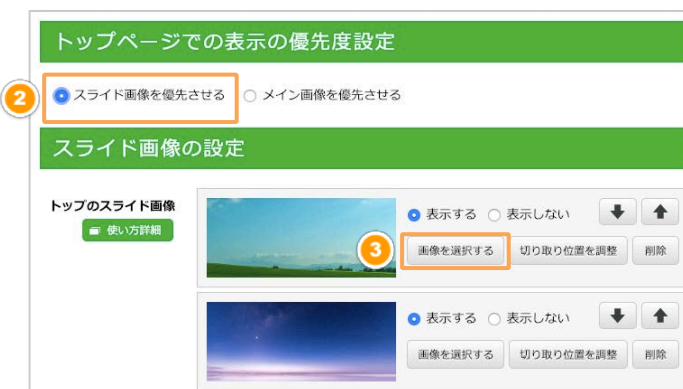 トップページでの表示の優先度設定
2 スライド画像を優先させる メイン画像を優先させる
スライド画像の設定
トップのスライド画像
使い方詳細
表示する 表示しない
3 画像を選択する 切り取り位置を調整 削除
表示する 表示しない
画像を選択する 切り取り位置を調整 削除